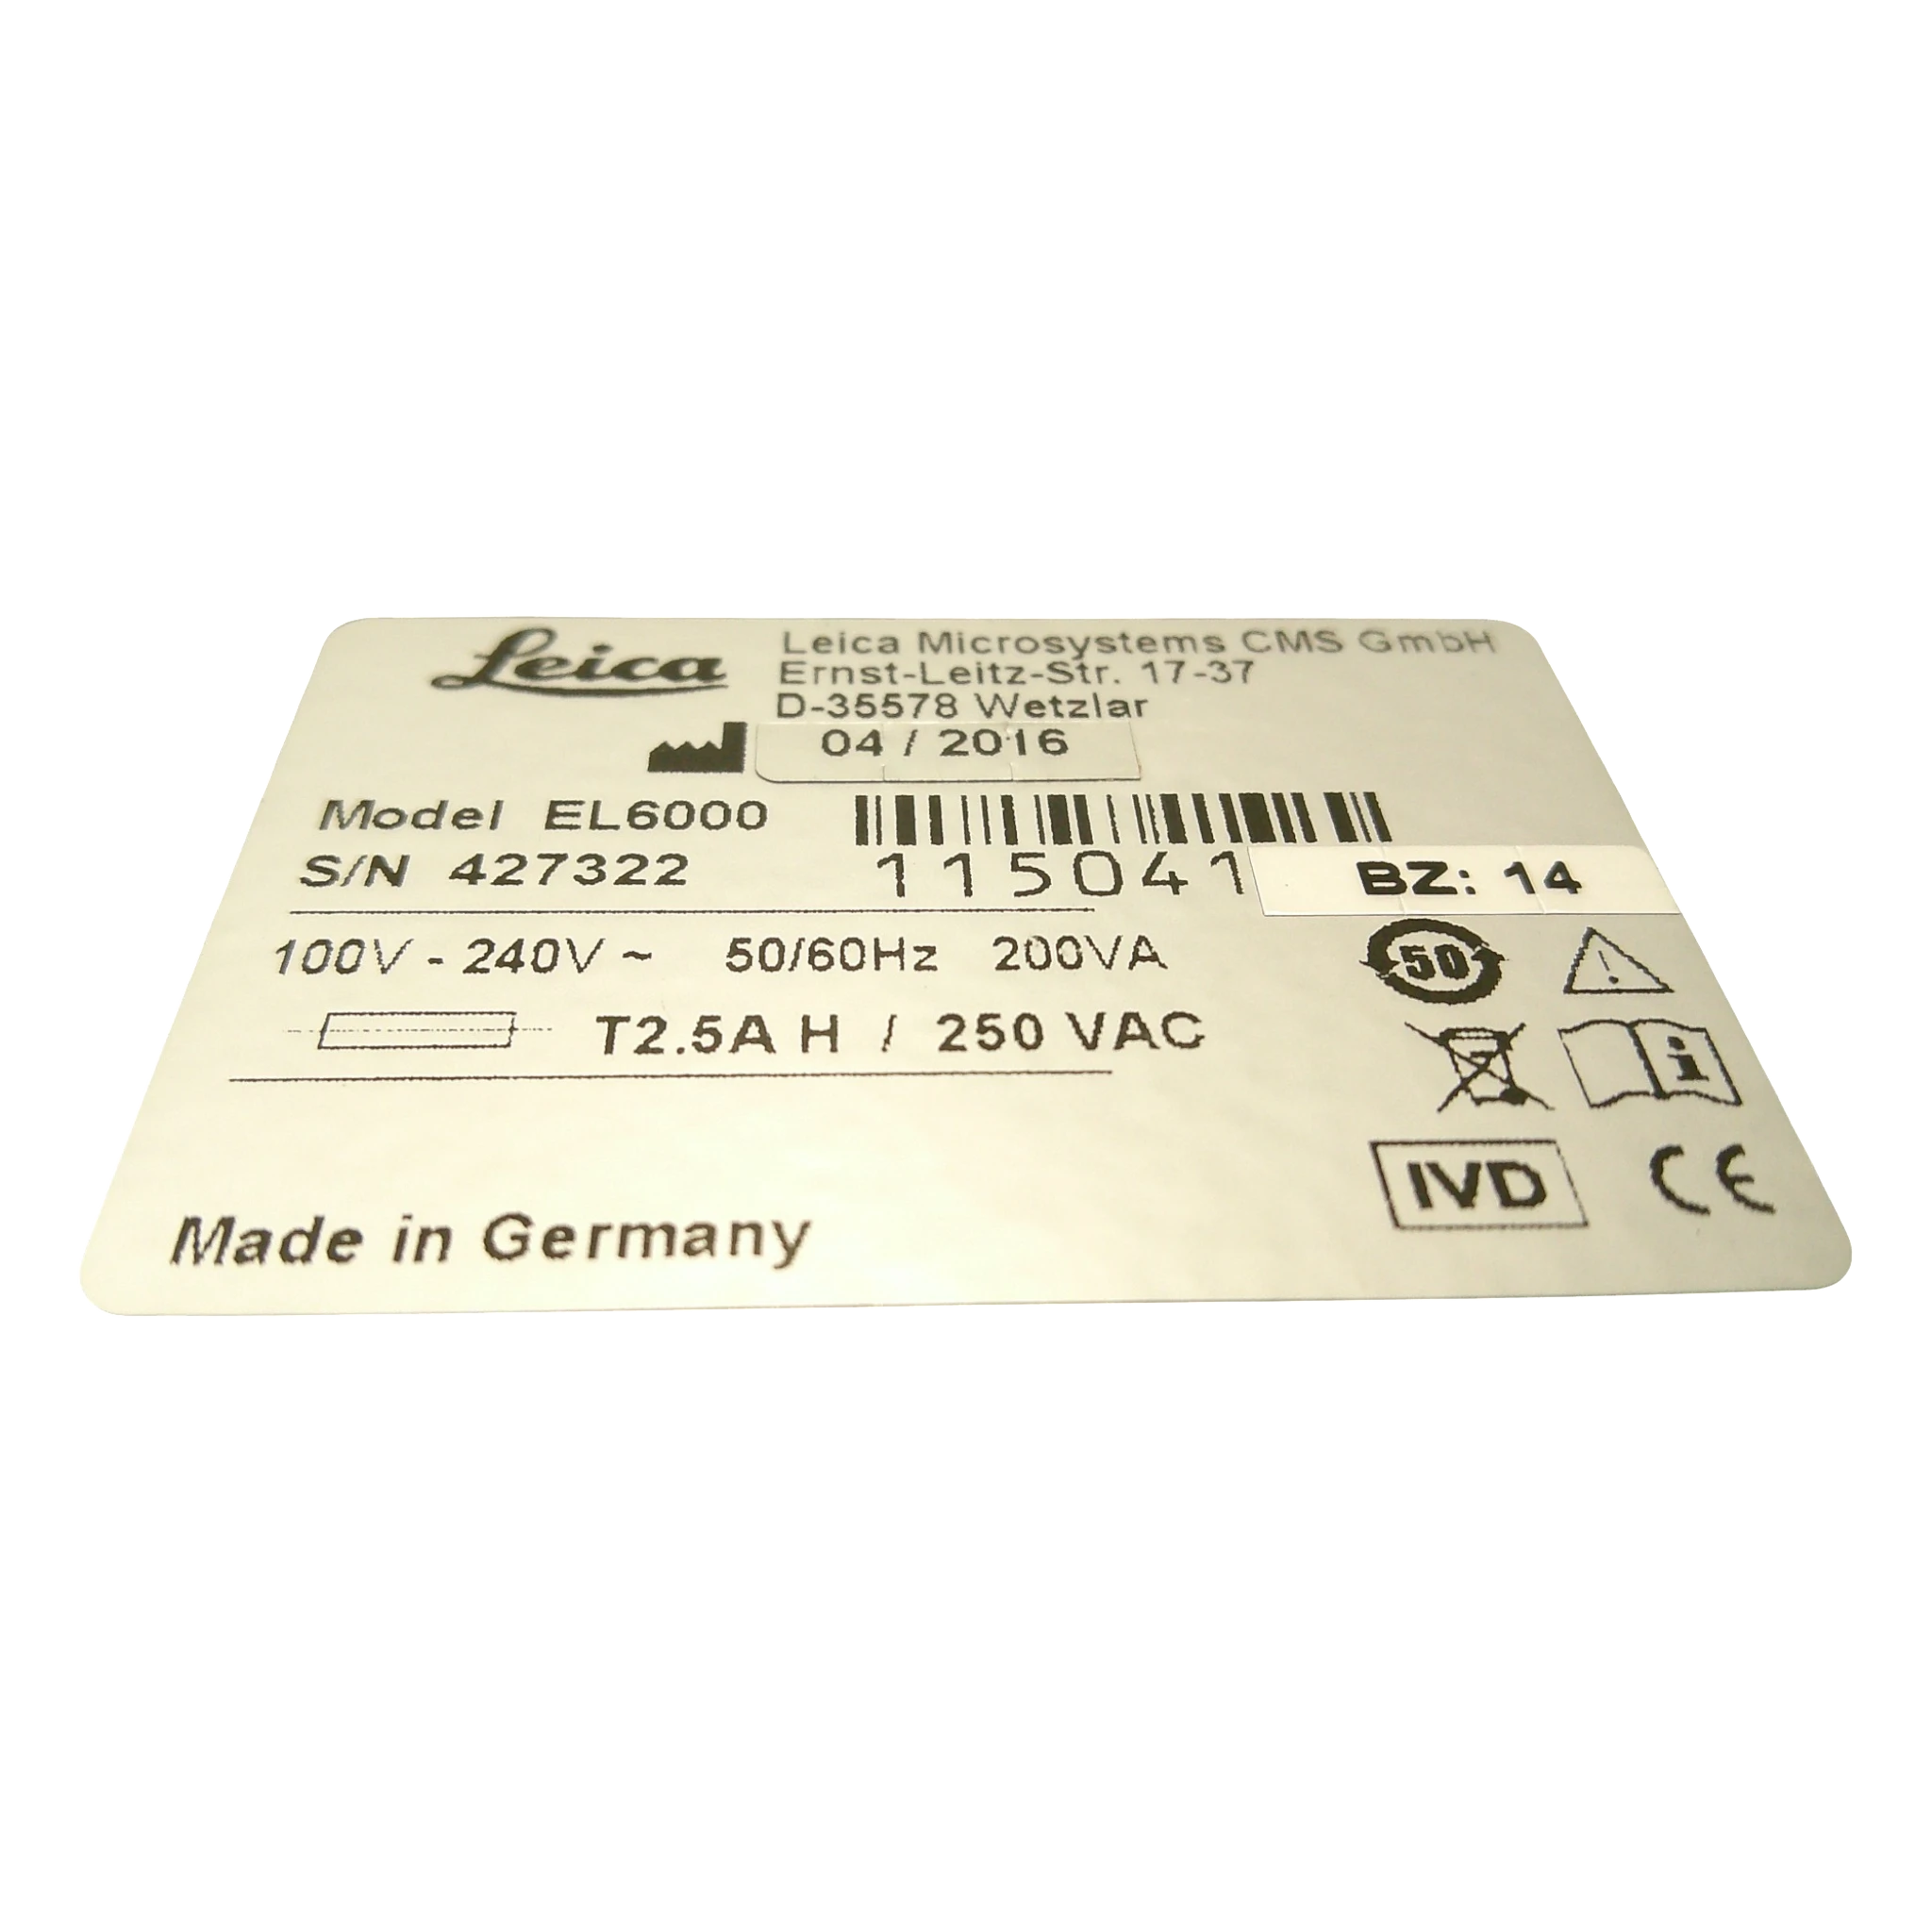 Leica
Leica Microsystems CMS GmbH
Ernst-Leitz-Str. 17-37
D-35578 Wetzlar
04 / 2016
Model EL6000
S/N 427322
115041
BZ: 14
100V - 240V ~ 50/60Hz 200VA
50
T2.5A H / 250 VAC
i
IVD
CE
Made in Germany